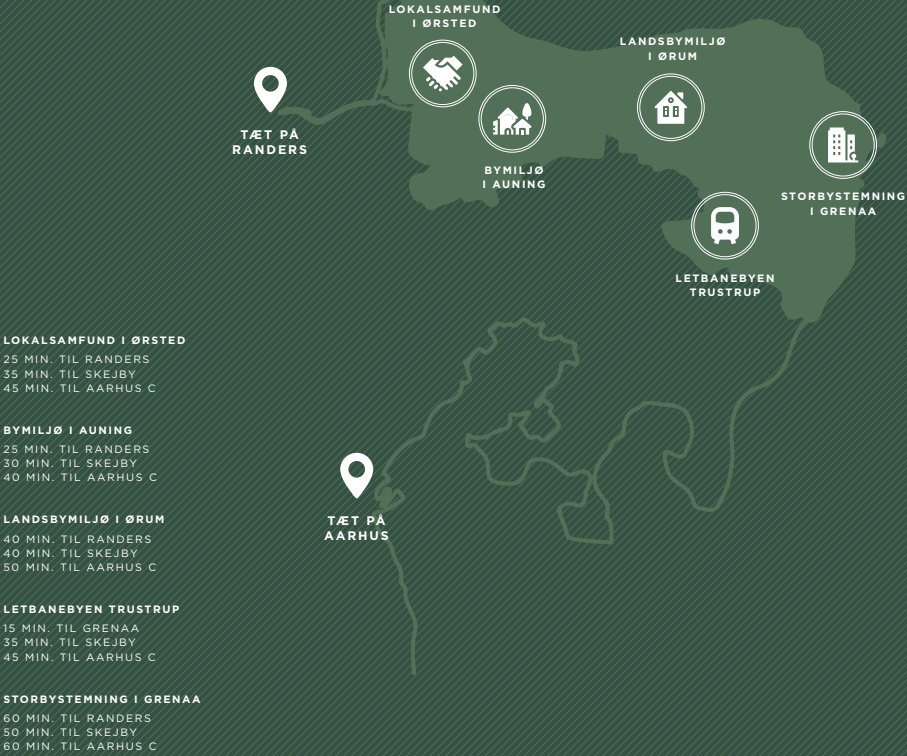 LOKALSAMFUND
I ØRSTED
LANDSBYMILJØ
I ØRUM
TÆT PÅ
RANDERS
BYMILJØ
I AUNING
STORBYSTEMNING
I GRENAA
LETBANEBYEN
TRUSTRUP
TÆT PÅ
AARHUS
LOKALSAMFUND I ØRSTED
25 MIN. TIL RANDERS
35 MIN. TIL SKEJBY
45 MIN. TIL AARHUS C
BYMILJØ I AUNING
25 MIN. TIL RANDERS
30 MIN. TIL SKEJBY
40 MIN. TIL AARHUS C
LANDSBYMILJØ I ØRUM
40 MIN. TIL RANDERS
40 MIN. TIL SKEJBY
50 MIN. TIL AARHUS C
LETBANEBYEN TRUSTRUP
15 MIN. TIL GRENAA
35 MIN. TIL SKEJBY
45 MIN. TIL AARHUS C
STORBYSTEMNING I GRENAA
60 MIN. TIL RANDERS
50 MIN. TIL SKEJBY
60 MIN. TIL AARHUS C